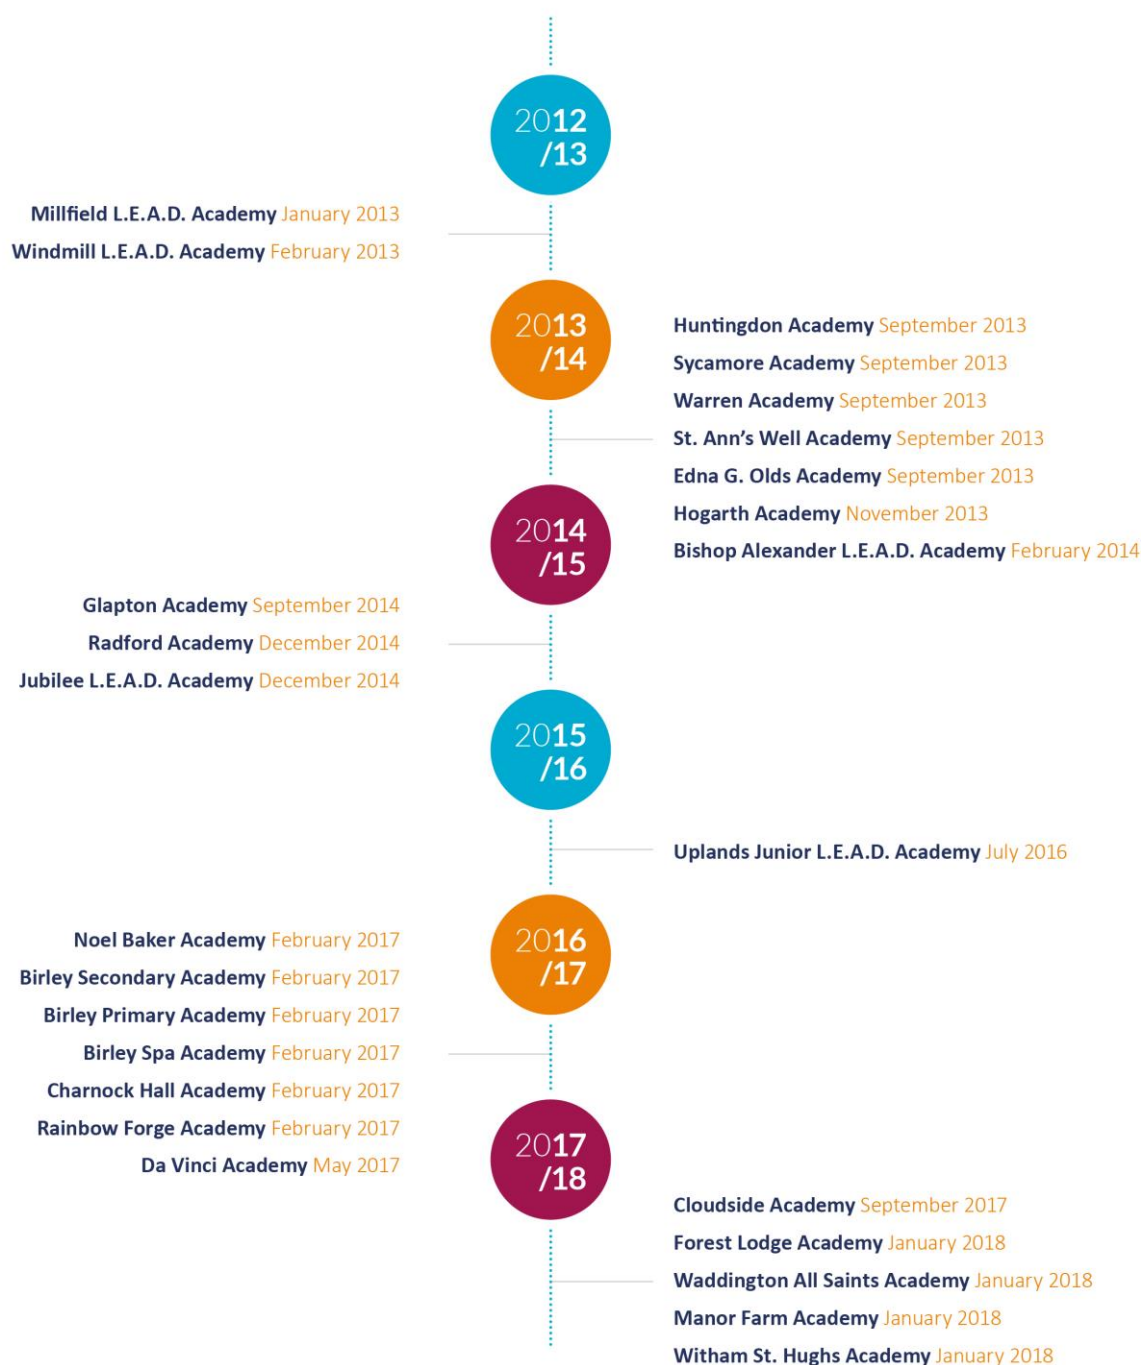 2012
/13
Millfield L.E.A.D. Academy January 2013
Windmill L.E.A.D. Academy February 2013
2013
/14
Huntingdon Academy September 2013
Sycamore Academy September 2013
Warren Academy September 2013
St. Ann’s Well Academy September 2013
Edna G. Olds Academy September 2013
Hogarth Academy November 2013
Bishop Alexander L.E.A.D. Academy February 2014
2014
/15
Glapton Academy September 2014
Radford Academy December 2014
Jubilee L.E.A.D. Academy December 2014
2015
/16
Uplands Junior L.E.A.D. Academy July 2016
2016
/17
Noel Baker Academy February 2017
Birley Secondary Academy February 2017
Birley Primary Academy February 2017
Birley Spa Academy February 2017
Charnock Hall Academy February 2017
Rainbow Forge Academy February 2017
Da Vinci Academy May 2017
2017
/18
Cloudside Academy September 2017
Forest Lodge Academy January 2018
Waddington All Saints Academy January 2018
Manor Farm Academy January 2018
Witham St. Hughs Academy January 2018